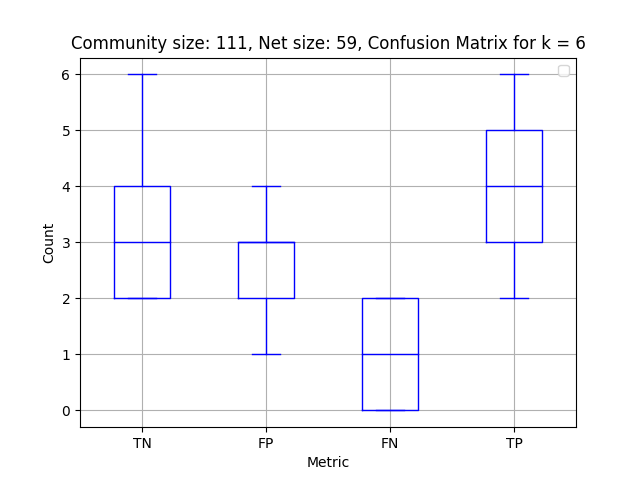 Community size: 111, Net size: 59, Confusion Matrix for k = 6
6
5
4
3
2
1
0
Count
TN FP FN TP
Metric